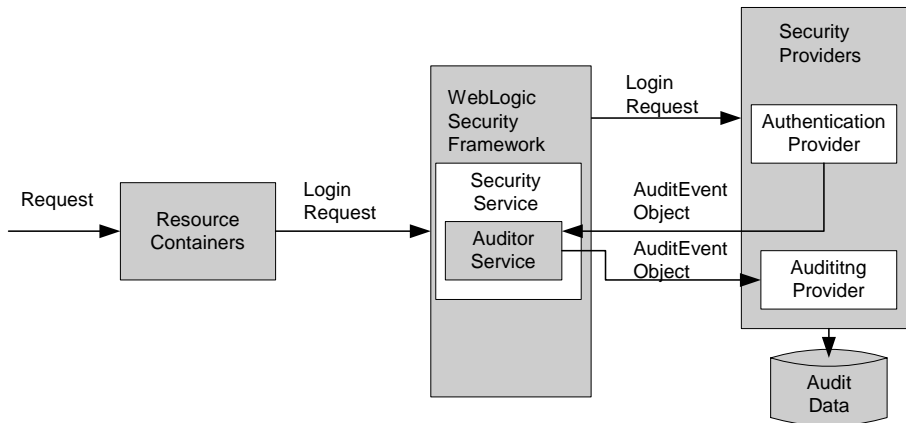 Request
Resource
Containers
Login
Request
WebLogic
Security
Framework
Security
Service
Auditor
Service
Login
Request
AuditEvent
Object
AuditEvent
Object
Security
Providers
Authentication
Provider
Audititng
Provider
Audit
Data